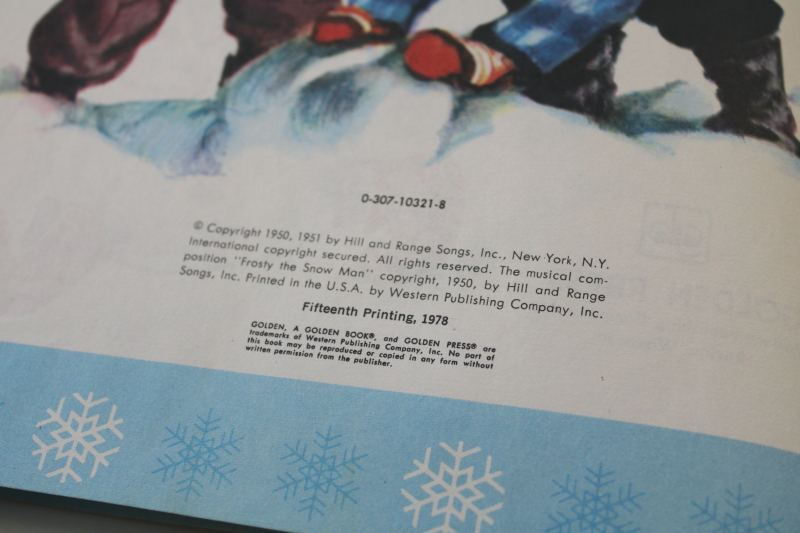 0-307-10321-8
© Copyright 1950, 1951 by Hill and Range Songs, Inc., New York, N.Y.
International copyright secured. All rights reserved. The musical com-
position "Frosty the Snow Man" copyright, 1950, by Hill and Range
Songs, Inc. Printed in the U.S.A. by Western Publishing Company, Inc.
Fifteenth Printing, 1978
GOLDEN, A GOLDEN BOOK®, and GOLDEN PRESS® are
trademarks of Western Publishing Company, Inc. No part of
this book may be reproduced or copied in any form without
written permission from the publisher.